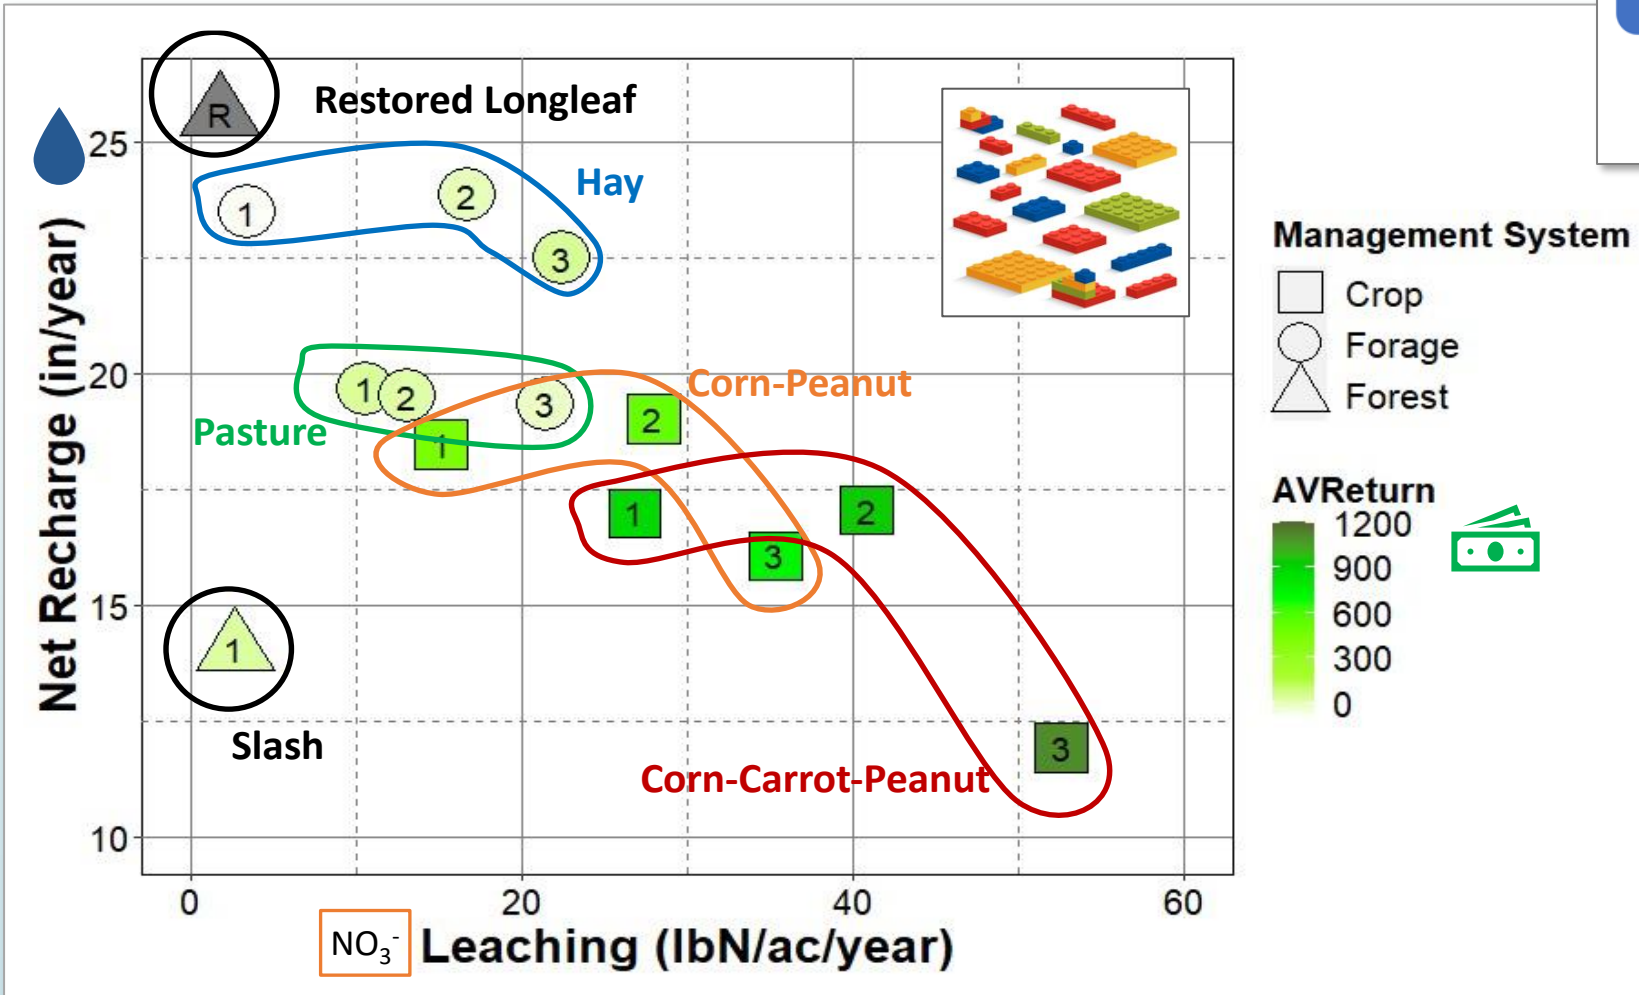 R
Restored Longleaf
25
1
2
Hay
3
Management System
Crop
Forage
Forest
20
1
2
3
Corn-Peanut
Pasture
1
2
1
2
3
AVReturn
1200
900
600
300
0
15
1
Slash
3
Corn-Carrot-Peanut
10
Net Recharge (in/year)
0
20
40
60
NO₃⁻ Leaching (lbN/ac/year)